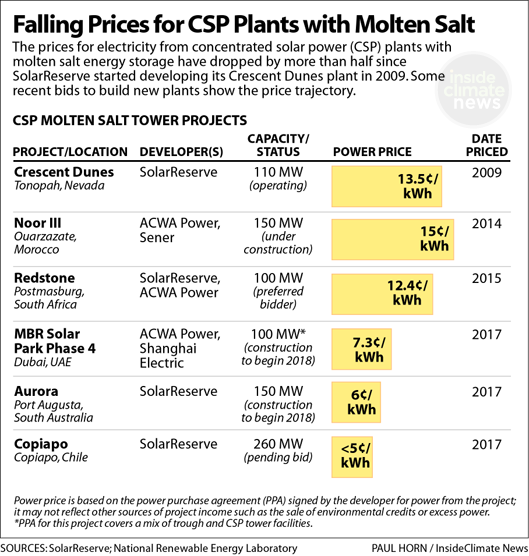 Falling Prices for CSP Plants with Molten Salt
The prices for electricity from concentrated solar power (CSP) plants with
molten salt energy storage have dropped by more than half since
SolarReserve started developing its Crescent Dunes plant in 2009. Some
recent bids to build new plants show the price trajectory.
inside
climate
news
CSP MOLTEN SALT TOWER PROJECTS
PROJECT/LOCATION DEVELOPER(S) CAPACITY/ STATUS POWER PRICE DATE PRICED
Crescent Dunes SolarReserve 110 MW 13.5¢/ 2009
Tonopah, Nevada (operating) kWh
Noor III ACWA Power, 150 MW 15¢/ 2014
Ouarzazate, Sener (under kWh
Morocco construction)
Redstone SolarReserve, 100 MW 12.4¢/ 2015
Postmasburg, ACWA Power (preferred kWh
South Africa bidder)
MBR Solar ACWA Power, 100 MW* 7.3¢/ 2017
Park Phase 4 Shanghai (construction kWh
Dubai, UAE Electric to begin 2018)
Aurora SolarReserve 150 MW 6¢/ 2017
Port Augusta, (construction kWh
South Australia to begin 2018)
Copiapo SolarReserve 260 MW <5¢/ 2017
Copiapo, Chile (pending bid) kWh
Power price is based on the power purchase agreement (PPA) signed by the developer for power from the project;
it may not reflect other sources of project income such as the sale of environmental credits or excess power.
*PPA for this project covers a mix of trough and CSP tower facilities.
SOURCES: SolarReserve; National Renewable Energy Laboratory PAUL HORN / InsideClimate News